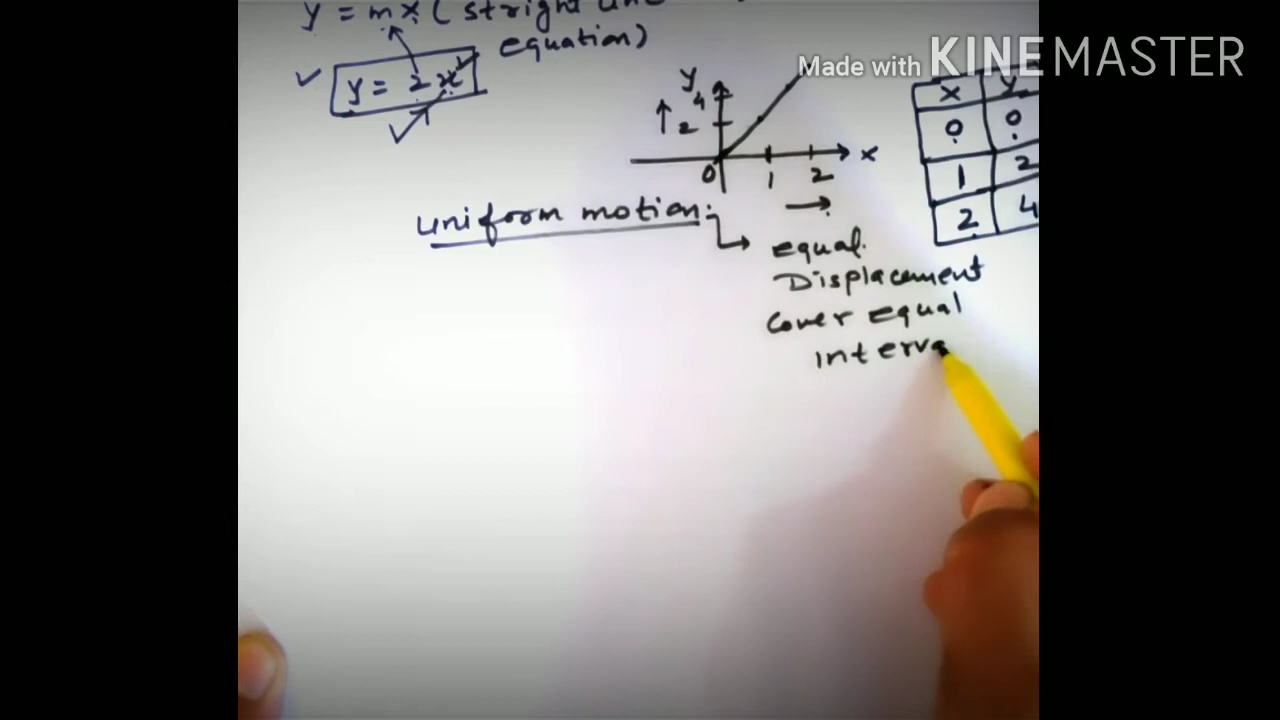 y = mx ( stright line
equation)
y = 2x
Made with KINEMASTER
y
4
2
0
1
2
x
x y
0 0
1 2
2 4
uniform motion:
equal
Displacement
cover equal
interva